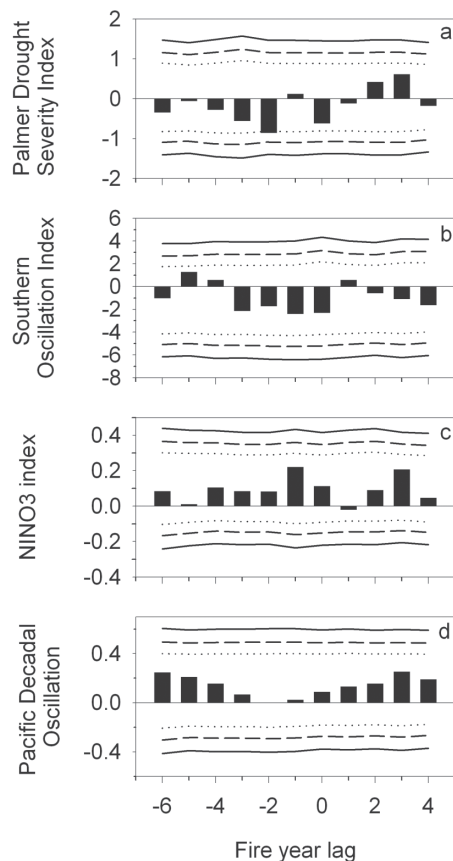 a
Palmer Drought
Severity Index
2
1
0
-1
-2
b
Southern
Oscillation Index
6
4
2
0
-2
-4
-6
-8
c
NINO3 index
0.4
0.2
0.0
-0.2
-0.4
d
Pacific Decadal
Oscillation
0.4
0.0
-0.4
-6 -4 -2 0 2 4
Fire year lag